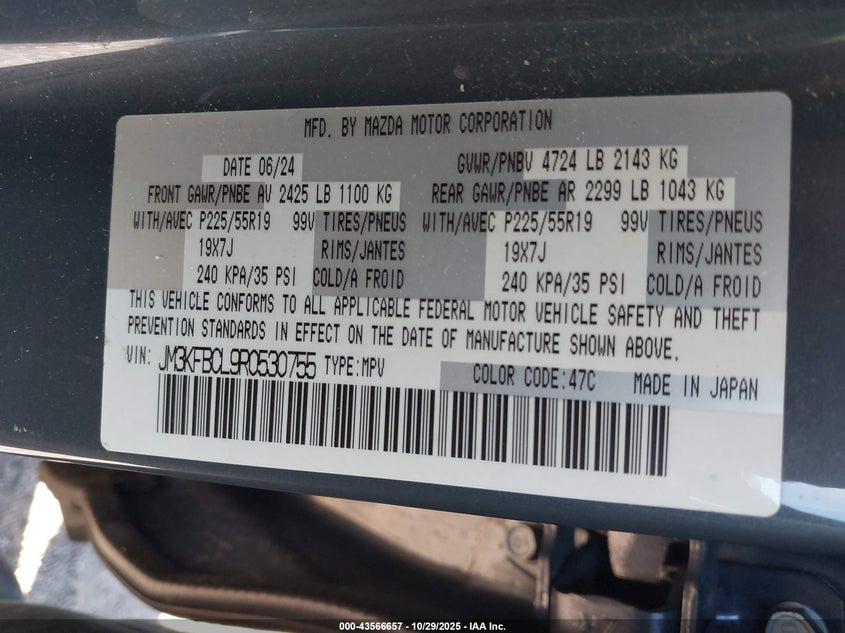 MFD. BY MAZDA MOTOR CORPORATION
DATE 06/24 GVWR/PNBV 4724 LB 2143 KG
FRONT GAWR/PNBE AV 2425 LB 1100 KG REAR GAWR/PNBE AR 2299 LB 1043 KG
WITH/AVEC P225/55R19 99V TIRES/PNEUS WITH/AVEC P225/55R19 99V TIRES/PNEUS
19X7J RIMS/JANTES 19X7J RIMS/JANTES
240 KPA/35 PSI COLD/A FROID 240 KPA/35 PSI COLD/A FROID
THIS VEHICLE CONFORMS TO ALL APPLICABLE FEDERAL MOTOR VEHICLE SAFETY AND THEFT
PREVENTION STANDARDS IN EFFECT ON THE DATE OF MANUFACTURE SHOWN ABOVE.
VIN: JM3KFBCL9R0530755 TYPE:MPV COLOR CODE:47C MADE IN JAPAN
000-43566657 - 10/29/2025 - IAA Inc.